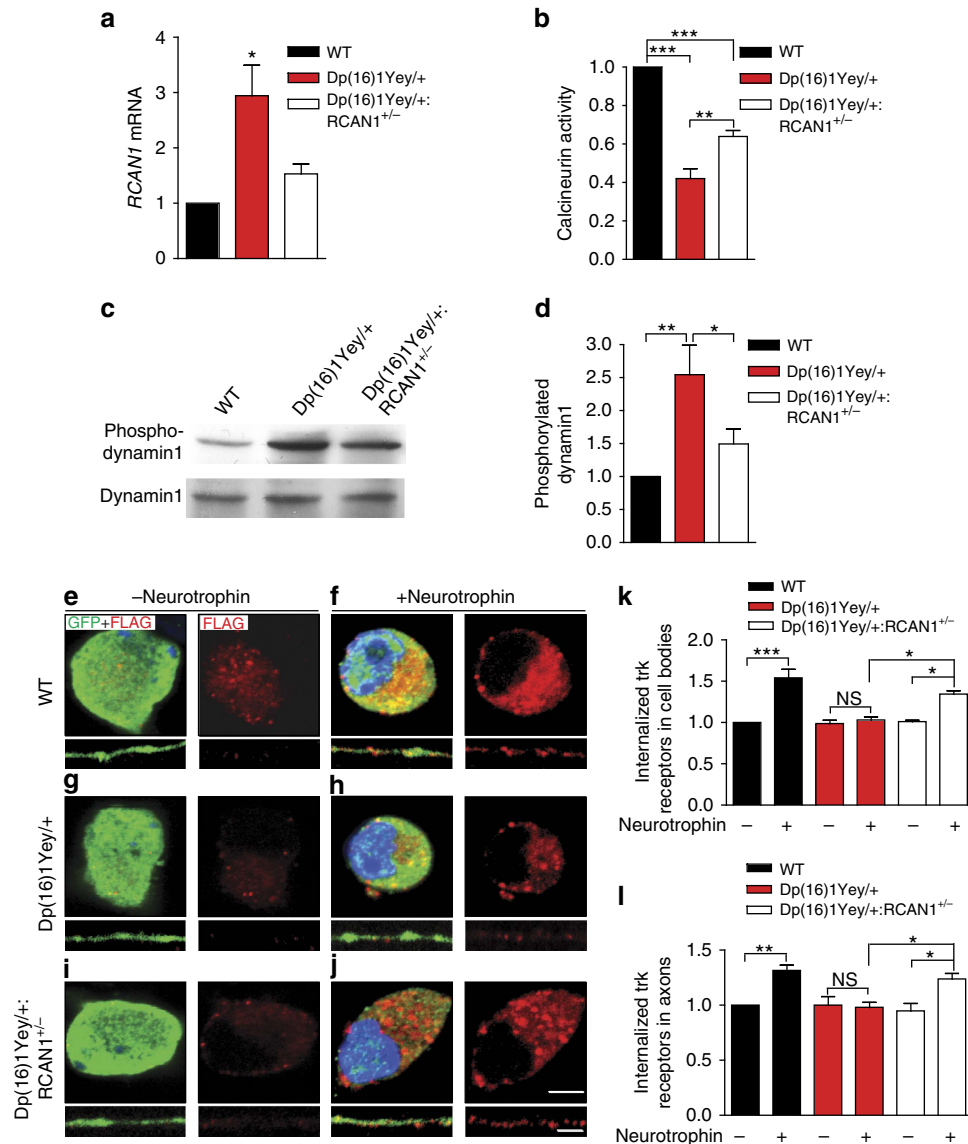 a
RCAN1 mRNA
4
3
2
1
0
*
WT
Dp(16)1Yey/+
Dp(16)1Yey/+:
RCAN1+/−
b
Calcineurin activity
1.0
0.8
0.6
0.4
0.2
0.0
***
***
**
WT
Dp(16)1Yey/+
Dp(16)1Yey/+:
RCAN1+/−
c
WT
Dp(16)1Yey/+
Dp(16)1Yey/+:
RCAN1+/−
Phospho-
dynamin1
Dynamin1
d
Phosphorylated
dynamin1
3.0
2.5
2.0
1.5
1.0
0.5
0.0
**
*
WT
Dp(16)1Yey/+
Dp(16)1Yey/+:
RCAN1+/−
–Neurotrophin
+Neurotrophin
e
GFP+FLAG
FLAG
f
WT
g
h
Dp(16)1Yey/+
i
j
Dp(16)1Yey/+:
RCAN1+/−
k
WT
Dp(16)1Yey/+
Dp(16)1Yey/+:RCAN1+/−
Internalized trk
receptors in cell bodies
2.0
1.5
1.0
0.5
0.0
***
NS
*
*
Neurotrophin – + – + – +
l
WT
Dp(16)1Yey/+
Dp(16)1Yey/+:RCAN1+/−
Internalized trk
receptors in axons
1.5
1.0
0.5
0.0
**
NS
*
*
Neurotrophin – + – + – +